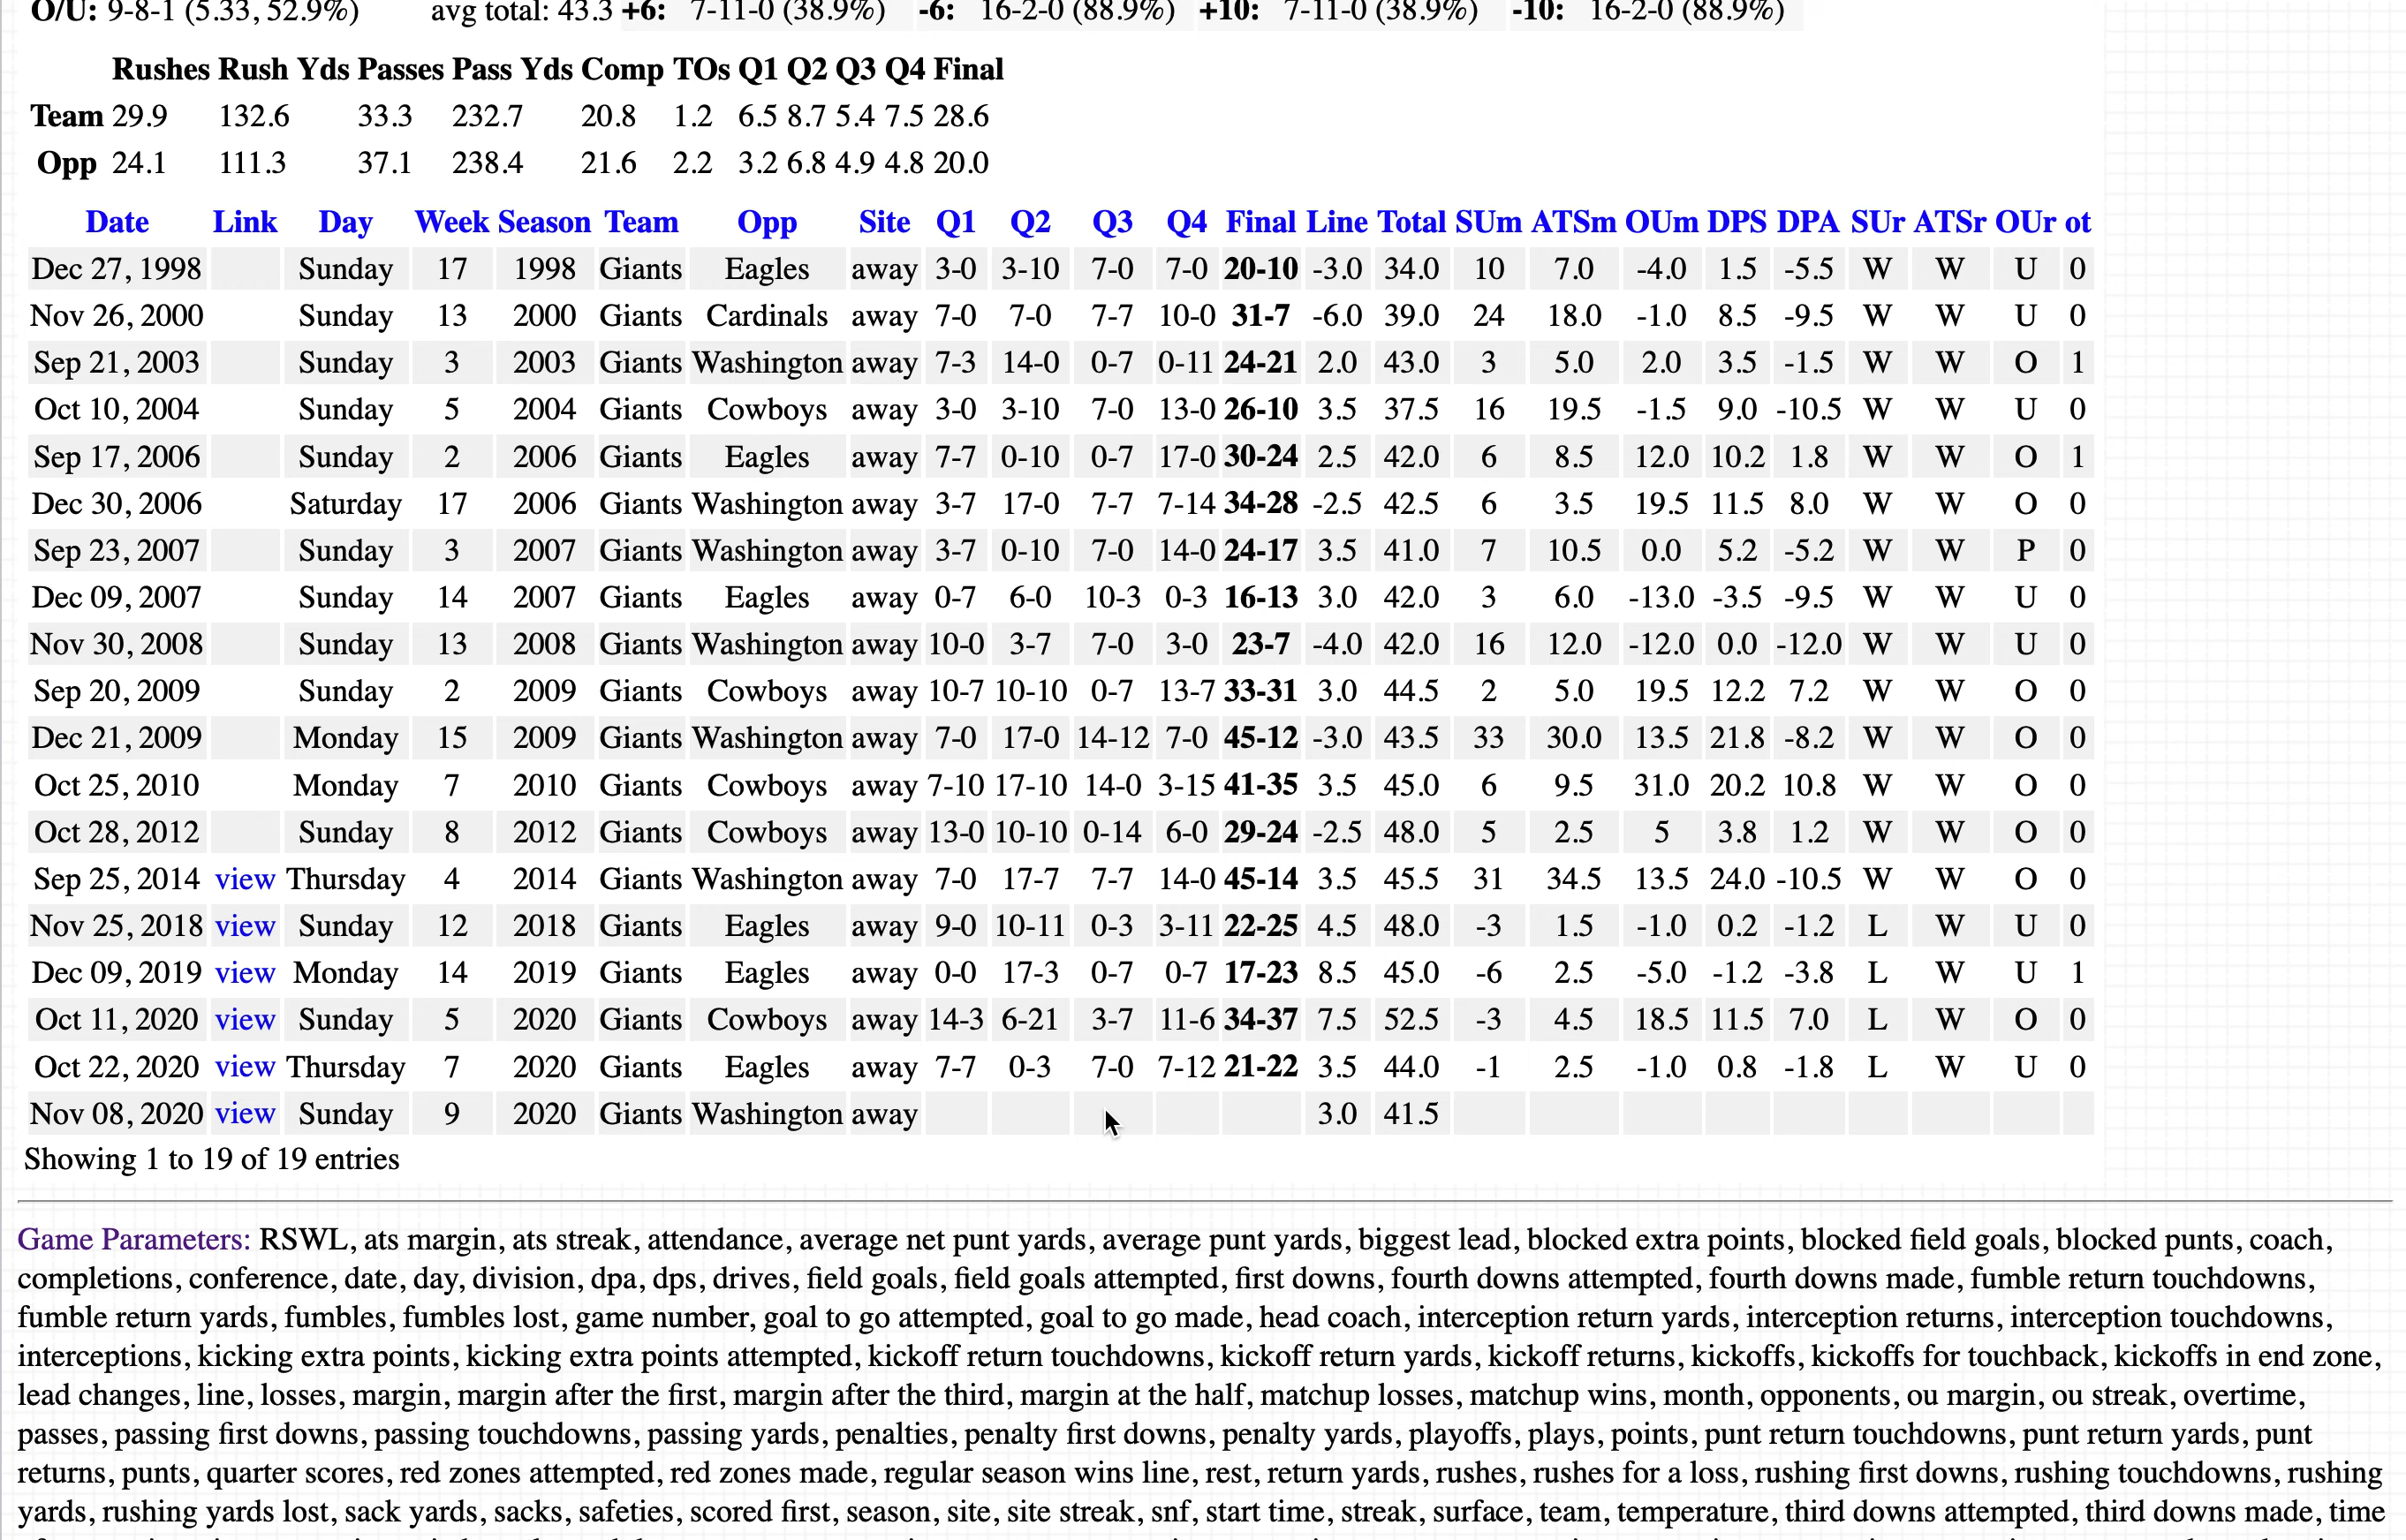 O/U: 9-8-1 (5.33, 52.9%) avg total: 43.3 +6: 7-11-0 (38.9%) -6: 16-2-0 (88.9%) +10: 7-11-0 (38.9%) -10: 16-2-0 (88.9%)
Rushes Rush Yds Passes Pass Yds Comp TOs Q1 Q2 Q3 Q4 Final
Team 29.9 132.6 33.3 232.7 20.8 1.2 6.5 8.7 5.4 7.5 28.6
Opp 24.1 111.3 37.1 238.4 21.6 2.2 3.2 6.8 4.9 4.8 20.0
Date Link Day Week Season Team Opp Site Q1 Q2 Q3 Q4 Final Line Total SUm ATSm OUm DPS DPA SUr ATSr OUr ot
Dec 27, 1998 Sunday 17 1998 Giants Eagles away 3-0 3-10 7-0 7-0 20-10 -3.0 34.0 10 7.0 -4.0 1.5 -5.5 W W U 0
Nov 26, 2000 Sunday 13 2000 Giants Cardinals away 7-0 7-0 7-7 10-0 31-7 -6.0 39.0 24 18.0 -1.0 8.5 -9.5 W W U 0
Sep 21, 2003 Sunday 3 2003 Giants Washington away 7-3 14-0 0-7 0-11 24-21 2.0 43.0 3 5.0 2.0 3.5 -1.5 W W O 1
Oct 10, 2004 Sunday 5 2004 Giants Cowboys away 3-0 3-10 7-0 13-0 26-10 3.5 37.5 16 19.5 -1.5 9.0 -10.5 W W U 0
Sep 17, 2006 Sunday 2 2006 Giants Eagles away 7-7 0-10 0-7 17-0 30-24 2.5 42.0 6 8.5 12.0 10.2 1.8 W W O 1
Dec 30, 2006 Saturday 17 2006 Giants Washington away 3-7 17-0 7-7 7-14 34-28 -2.5 42.5 6 3.5 19.5 11.5 8.0 W W O 0
Sep 23, 2007 Sunday 3 2007 Giants Washington away 3-7 0-10 7-0 14-0 24-17 3.5 41.0 7 10.5 0.0 5.2 -5.2 W W P 0
Dec 09, 2007 Sunday 14 2007 Giants Eagles away 0-7 6-0 10-3 0-3 16-13 3.0 42.0 3 6.0 -13.0 -3.5 -9.5 W W U 0
Nov 30, 2008 Sunday 13 2008 Giants Washington away 10-0 3-7 7-0 3-0 23-7 -4.0 42.0 16 12.0 -12.0 0.0 -12.0 W W U 0
Sep 20, 2009 Sunday 2 2009 Giants Cowboys away 10-7 10-10 0-7 13-7 33-31 3.0 44.5 2 5.0 19.5 12.2 7.2 W W O 0
Dec 21, 2009 Monday 15 2009 Giants Washington away 7-0 17-0 14-12 7-0 45-12 -3.0 43.5 33 30.0 13.5 21.8 -8.2 W W O 0
Oct 25, 2010 Monday 7 2010 Giants Cowboys away 7-10 17-10 14-0 3-15 41-35 3.5 45.0 6 9.5 31.0 20.2 10.8 W W O 0
Oct 28, 2012 Sunday 8 2012 Giants Cowboys away 13-0 10-10 0-14 6-0 29-24 -2.5 48.0 5 2.5 5 3.8 1.2 W W O 0
Sep 25, 2014 view Thursday 4 2014 Giants Washington away 7-0 17-7 7-7 14-0 45-14 3.5 45.5 31 34.5 13.5 24.0 -10.5 W W O 0
Nov 25, 2018 view Sunday 12 2018 Giants Eagles away 9-0 10-11 0-3 3-11 22-25 4.5 48.0 -3 1.5 -1.0 0.2 -1.2 L W U 0
Dec 09, 2019 view Monday 14 2019 Giants Eagles away 0-0 17-3 0-7 0-7 17-23 8.5 45.0 -6 2.5 -5.0 -1.2 -3.8 L W U 1
Oct 11, 2020 view Sunday 5 2020 Giants Cowboys away 14-3 6-21 3-7 11-6 34-37 7.5 52.5 -3 4.5 18.5 11.5 7.0 L W O 0
Oct 22, 2020 view Thursday 7 2020 Giants Eagles away 7-7 0-3 7-0 7-12 21-22 3.5 44.0 -1 2.5 -1.0 0.8 -1.8 L W U 0
Nov 08, 2020 view Sunday 9 2020 Giants Washington away 3.0 41.5
Showing 1 to 19 of 19 entries
Game Parameters: RSWL, ats margin, ats streak, attendance, average net punt yards, average punt yards, biggest lead, blocked extra points, blocked field goals, blocked punts, coach,
completions, conference, date, day, division, dpa, dps, drives, field goals, field goals attempted, first downs, fourth downs attempted, fourth downs made, fumble return touchdowns,
fumble return yards, fumbles, fumbles lost, game number, goal to go attempted, goal to go made, head coach, interception return yards, interception returns, interception touchdowns,
interceptions, kicking extra points, kicking extra points attempted, kickoff return touchdowns, kickoff return yards, kickoff returns, kickoffs, kickoffs for touchback, kickoffs in end zone,
lead changes, line, losses, margin, margin after the first, margin after the third, margin at the half, matchup losses, matchup wins, month, opponents, ou margin, ou streak, overtime,
passes, passing first downs, passing touchdowns, passing yards, penalties, penalty first downs, penalty yards, playoffs, plays, points, punt return touchdowns, punt return yards, punt
returns, punts, quarter scores, red zones attempted, red zones made, regular season wins line, rest, return yards, rushes, rushes for a loss, rushing first downs, rushing touchdowns, rushing
yards, rushing yards lost, sack yards, sacks, safeties, scored first, season, site, site streak, snf, start time, streak, surface, team, temperature, third downs attempted, third downs made, time